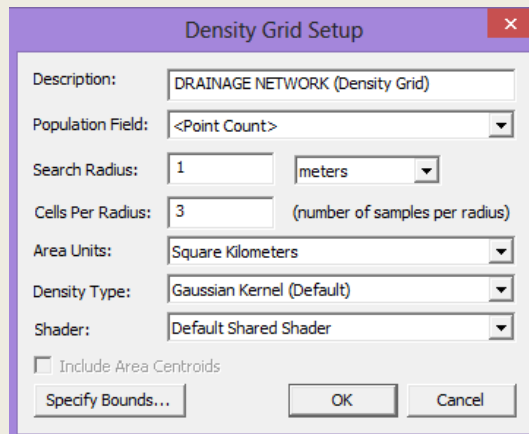 Density Grid Setup
Description: DRAINAGE NETWORK (Density Grid)
Population Field: <Point Count>
Search Radius: 1 meters
Cells Per Radius: 3 (number of samples per radius)
Area Units: Square Kilometers
Density Type: Gaussian Kernel (Default)
Shader: Default Shared Shader
Include Area Centroids
Specify Bounds... OK Cancel